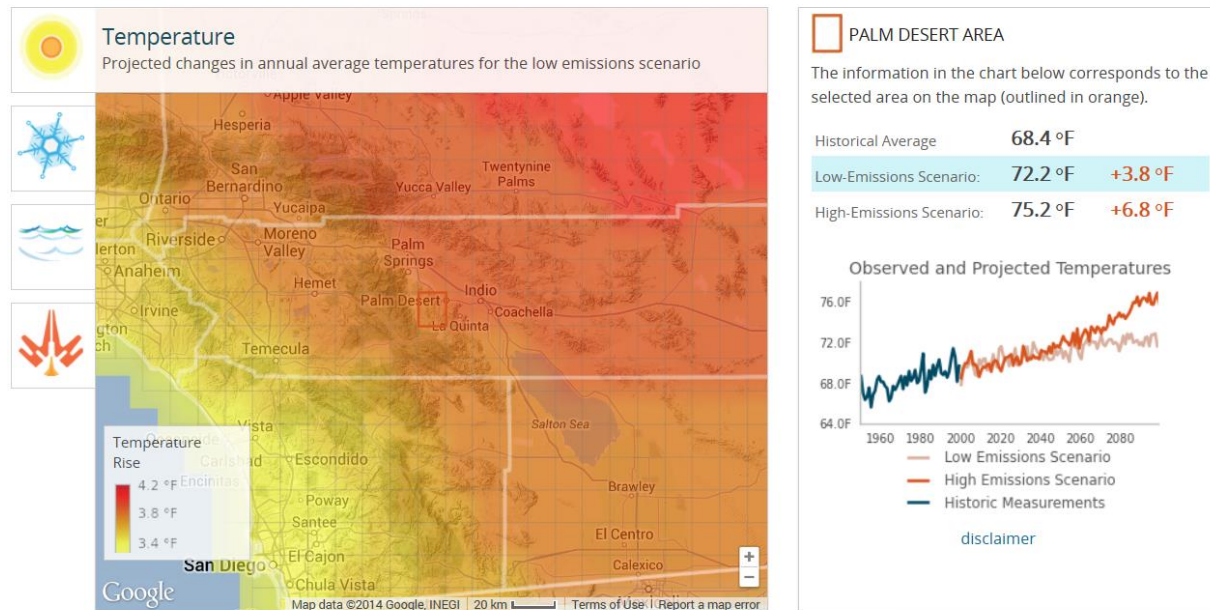 Temperature
Projected changes in annual average temperatures for the low emissions scenario
Apple Valley
Hesperia
San
Bernardino
Twentynine
Palms
Yucca Valley
Ontario
Yucaipa
Riverside
Moreno
Valley
Anaheim
Palm
Springs
Hemet
Palm Desert
Indio
Irvine
Coachella
La Quinta
Temecula
Salton Sea
Vista
Carlsbad
Escondido
Encinitas
Temperature
Rise
4.2 °F
3.8 °F
3.4 °F
Poway
Santee
Brawley
El Centro
El Cajon
San Diego
Calexico
Chula Vista
+
−
Google
Map data ©2014 Google, INEGI
20 km
Terms of Use
Report a map error
PALM DESERT AREA
The information in the chart below corresponds to the
selected area on the map (outlined in orange).
Historical Average 68.4 °F
Low-Emissions Scenario: 72.2 °F +3.8 °F
High-Emissions Scenario: 75.2 °F +6.8 °F
Observed and Projected Temperatures
76.0F
72.0F
68.0F
64.0F
1960 1980 2000 2020 2040 2060 2080
Low Emissions Scenario
High Emissions Scenario
Historic Measurements
disclaimer